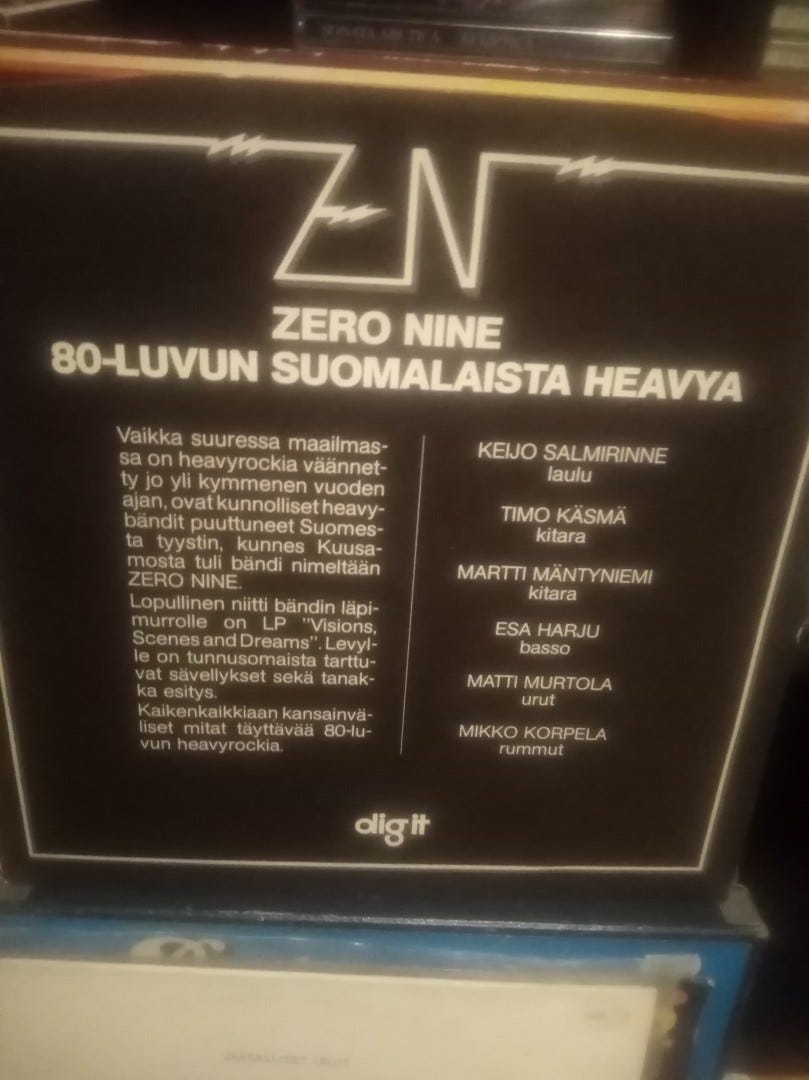 SONATA ARCTICA
ZN
ZERO NINE
80-LUVUN SUOMALAISTA HEAVYA
Vaikka suuressa maailmas-
sa on heavyrockia väännet-
ty jo yli kymmenen vuoden
ajan, ovat kunnolliset heavy-
bändit puuttuneet Suomes-
ta tyystin, kunnes Kuusa-
mosta tuli bändi nimeltään
ZERO NINE.
Lopullinen niitti bändin läpi-
murrolle on LP "Visions,
Scenes and Dreams". Levyl-
le on tunnusomaista tarttu-
vat sävellykset sekä tanak-
ka esitys.
Kaikenkaikkiaan kansainvä-
liset mitat täyttävää 80-lu-
vun heavyrockia.
KEIJO SALMIRINNE
laulu
TIMO KÄSMÄ
kitara
MARTTI MÄNTYNIEMI
kitara
ESA HARJU
basso
MATTI MURTOLA
urut
MIKKO KORPELA
rummut
dig it